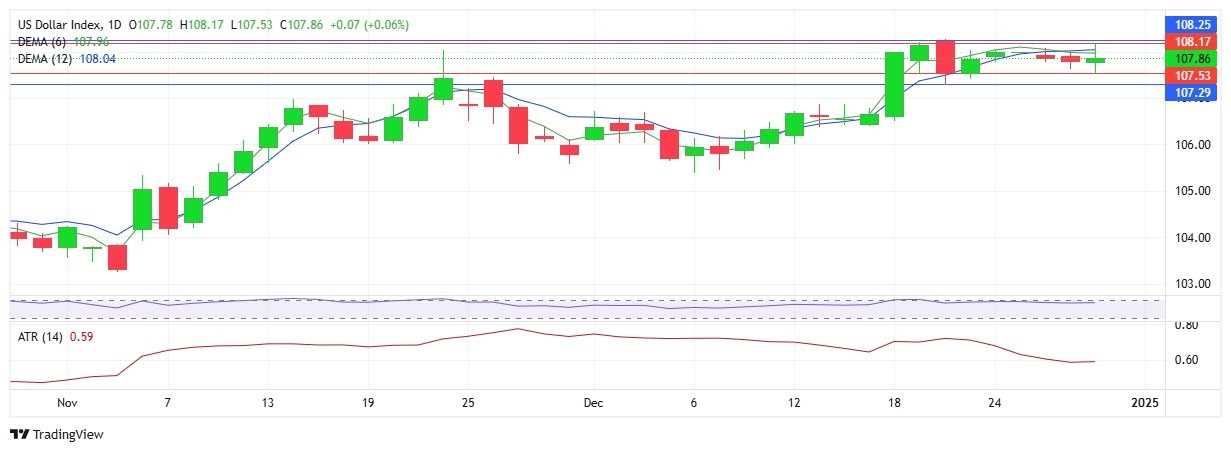 US Dollar Index, 1D O107.78 H108.17 L107.53 C107.86 +0.07 (+0.06%)
DEMA (6) 107.96
DEMA (12) 108.04
108.25
108.17
107.86
107.53
107.29
106.00
105.00
104.00
103.00
ATR (14) 0.59
0.80
0.60
Nov 7 13 19 25 Dec 6 12 18 24 2025
TradingView